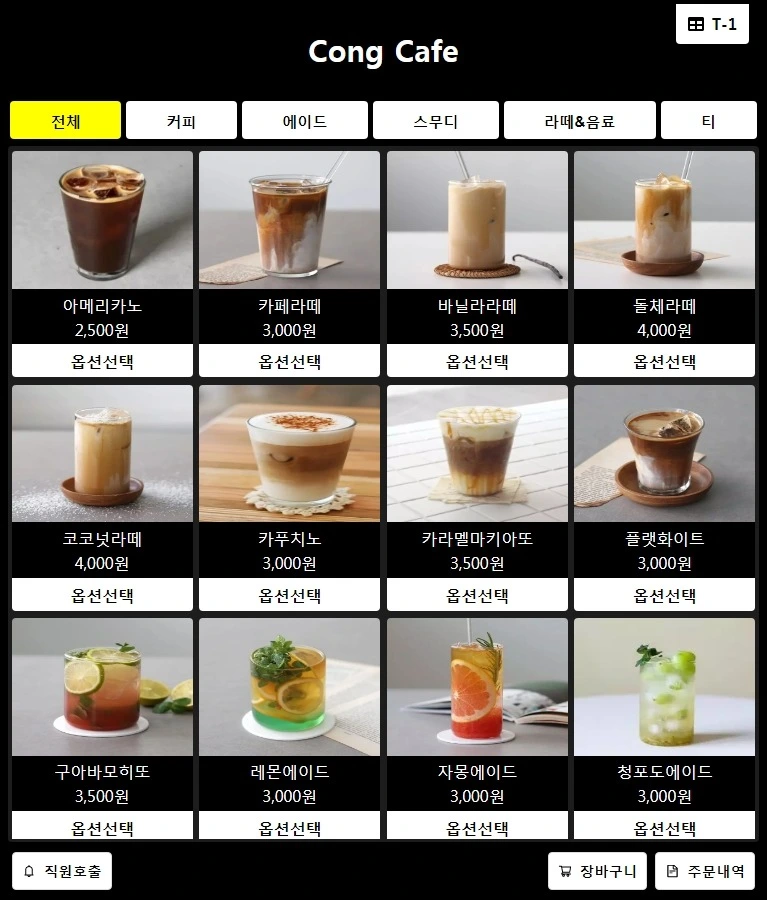 T-1
Cong Cafe
전체 커피 에이드 스무디 라떼&음료 티
아메리카노 카페라떼 바닐라라떼 돌체라떼
2,500원 3,000원 3,500원 4,000원
옵션선택 옵션선택 옵션선택 옵션선택
코코넛라떼 카푸치노 카라멜마키아또 플랫화이트
4,000원 3,000원 3,500원 3,000원
옵션선택 옵션선택 옵션선택 옵션선택
구아바모히또 레몬에이드 자몽에이드 청포도에이드
3,500원 3,000원 3,000원 3,000원
옵션선택 옵션선택 옵션선택 옵션선택
직원호출 장바구니 주문내역